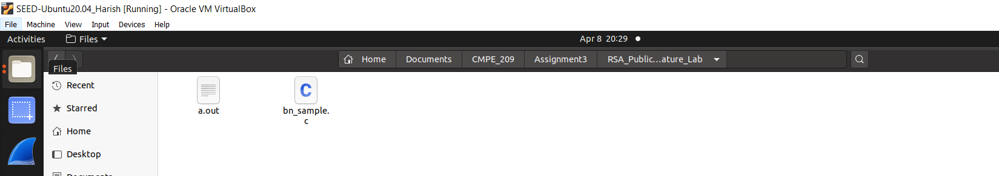 SEED-Ubuntu20.04_Harish [Running] - Oracle VM VirtualBox
File Machine View Input Devices Help
Activities Files Apr 8 20:29
Home Documents CMPE_209 Assignment3 RSA_Public...ature_Lab
Files
Recent
Starred
Home
Desktop
Documents
a.out
bn_sample.
c